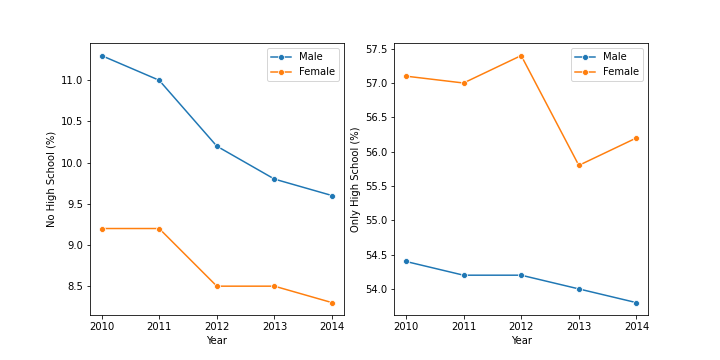 Male
Female
11.0
10.5
10.0
9.5
9.0
8.5
No High School (%)
2010 2011 2012 2013 2014
Year
Male
Female
57.5
57.0
56.5
56.0
55.5
55.0
54.5
54.0
Only High School (%)
2010 2011 2012 2013 2014
Year